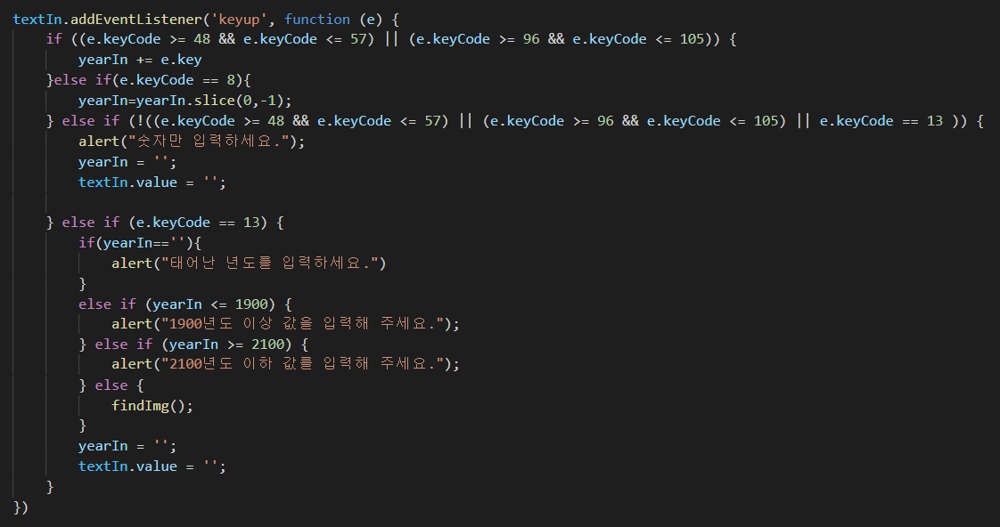 textIn.addEventListener('keyup', function (e) {
    if ((e.keyCode >= 48 && e.keyCode <= 57) || (e.keyCode >= 96 && e.keyCode <= 105)) {
        yearIn += e.key
    }else if(e.keyCode == 8){
        yearIn=yearIn.slice(0,-1);
    } else if (!((e.keyCode >= 48 && e.keyCode <= 57) || (e.keyCode >= 96 && e.keyCode <= 105) || e.keyCode == 13 )) {
        alert("숫자만 입력하세요.");
        yearIn = '';
        textIn.value = '';

    } else if (e.keyCode == 13) {
        if(yearIn==''){
            alert("태어난 년도를 입력하세요.")
        }
        else if (yearIn <= 1900) {
            alert("1900년도 이상 값을 입력해 주세요.");
        } else if (yearIn >= 2100) {
            alert("2100년도 이하 값를 입력해 주세요.");
        } else {
            findImg();
        }
        yearIn = '';
        textIn.value = '';
    }
})